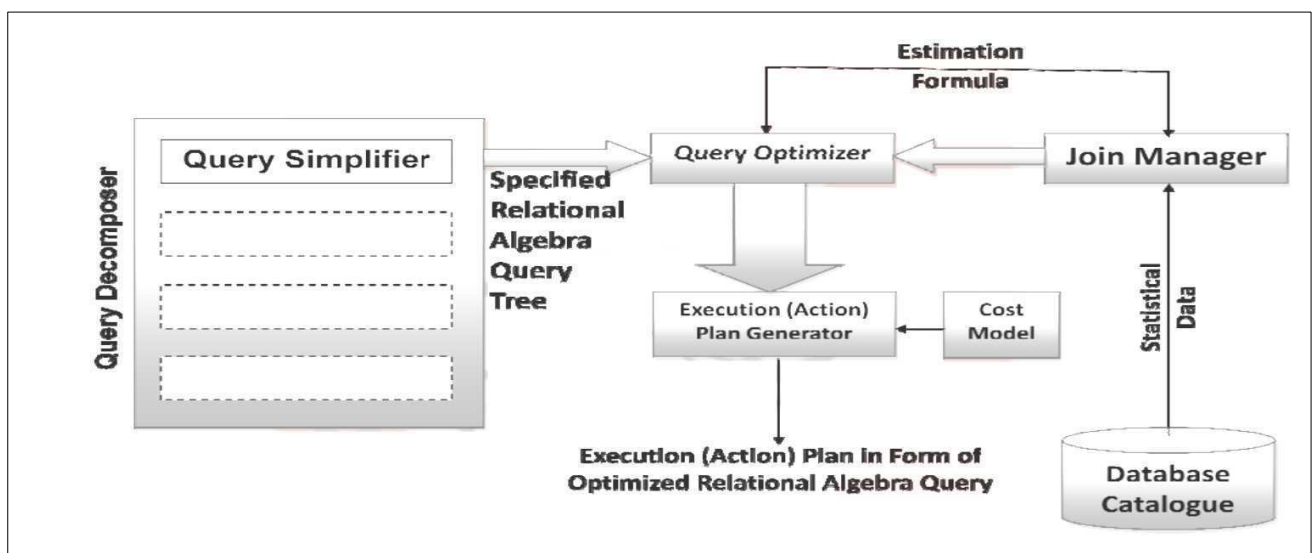 Estimation
Formula
Query Decomposer
Query Simplifier
Specified
Relational
Algebra
Query
Tree
Query Optimizer
Join Manager
Execution (Action)
Plan Generator
Cost
Model
Statistical
Data
Execution (Action) Plan in Form of
Optimized Relational Algebra Query
Database
Catalogue